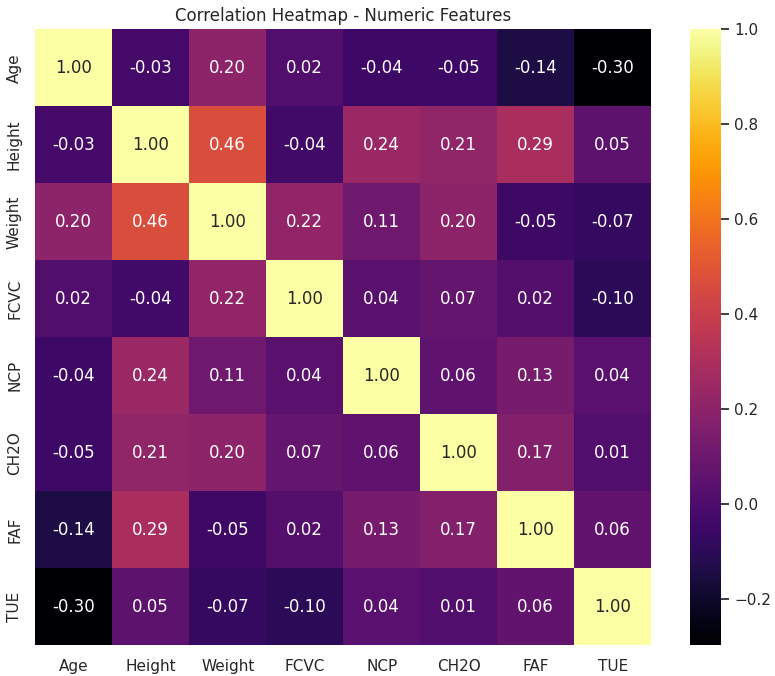 Correlation Heatmap - Numeric Features
Age 1.00 -0.03 0.20 0.02 -0.04 -0.05 -0.14 -0.30
Height -0.03 1.00 0.46 -0.04 0.24 0.21 0.29 0.05
Weight 0.20 0.46 1.00 0.22 0.11 0.20 -0.05 -0.07
FCVC 0.02 -0.04 0.22 1.00 0.04 0.07 0.02 -0.10
NCP -0.04 0.24 0.11 0.04 1.00 0.06 0.13 0.04
CH2O -0.05 0.21 0.20 0.07 0.06 1.00 0.17 0.01
FAF -0.14 0.29 -0.05 0.02 0.13 0.17 1.00 0.06
TUE -0.30 0.05 -0.07 -0.10 0.04 0.01 0.06 1.00
Age Height Weight FCVC NCP CH2O FAF TUE
1.0
0.8
0.6
0.4
0.2
0.0
−0.2